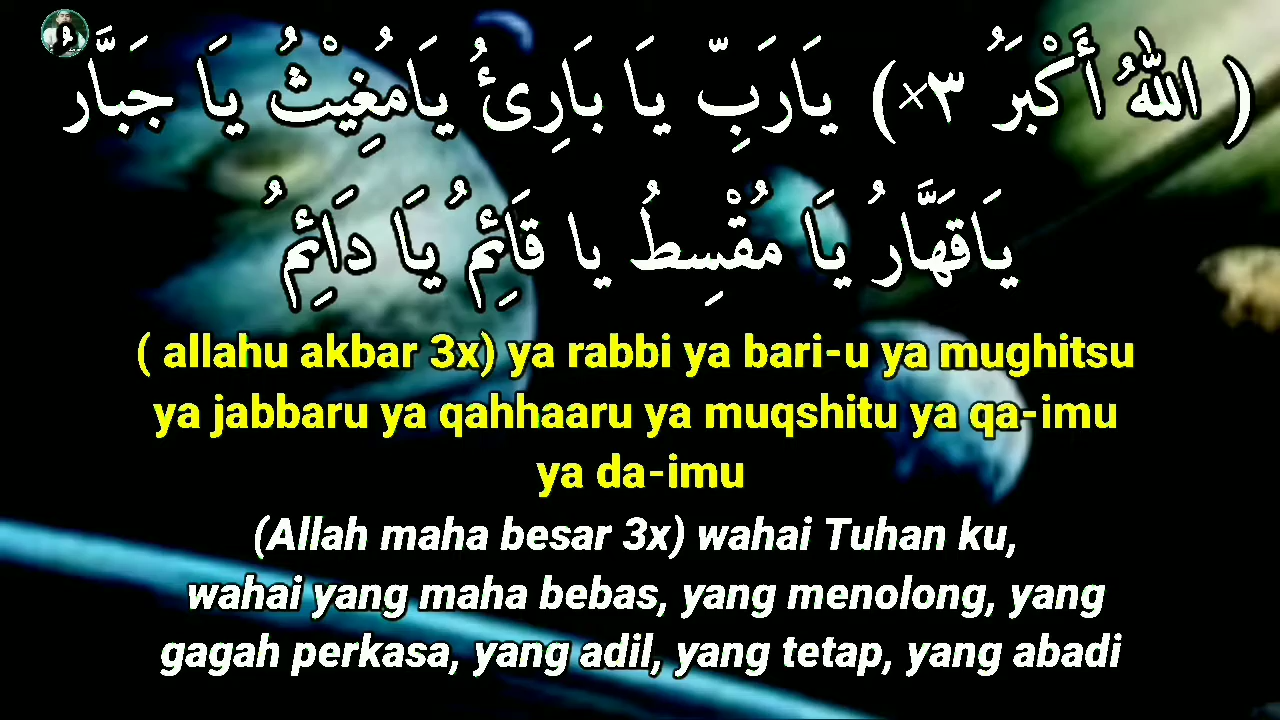 ( اللّٰهُ أَكْبَرُ ٣×) يَارَبِّ يَا بَارِئُ يَامُغِيْثُ يَا جَبَّارُ
يَاقَهَّارُ يَا مُقْسِطُ يا قَائِمُ يَا دَائِمُ
( allahu akbar 3x) ya rabbi ya bari-u ya mughitsu
ya jabbaru ya qahhaaru ya muqshitu ya qa-imu
ya da-imu
(Allah maha besar 3x) wahai Tuhan ku,
wahai yang maha bebas, yang menolong, yang
gagah perkasa, yang adil, yang tetap, yang abadi